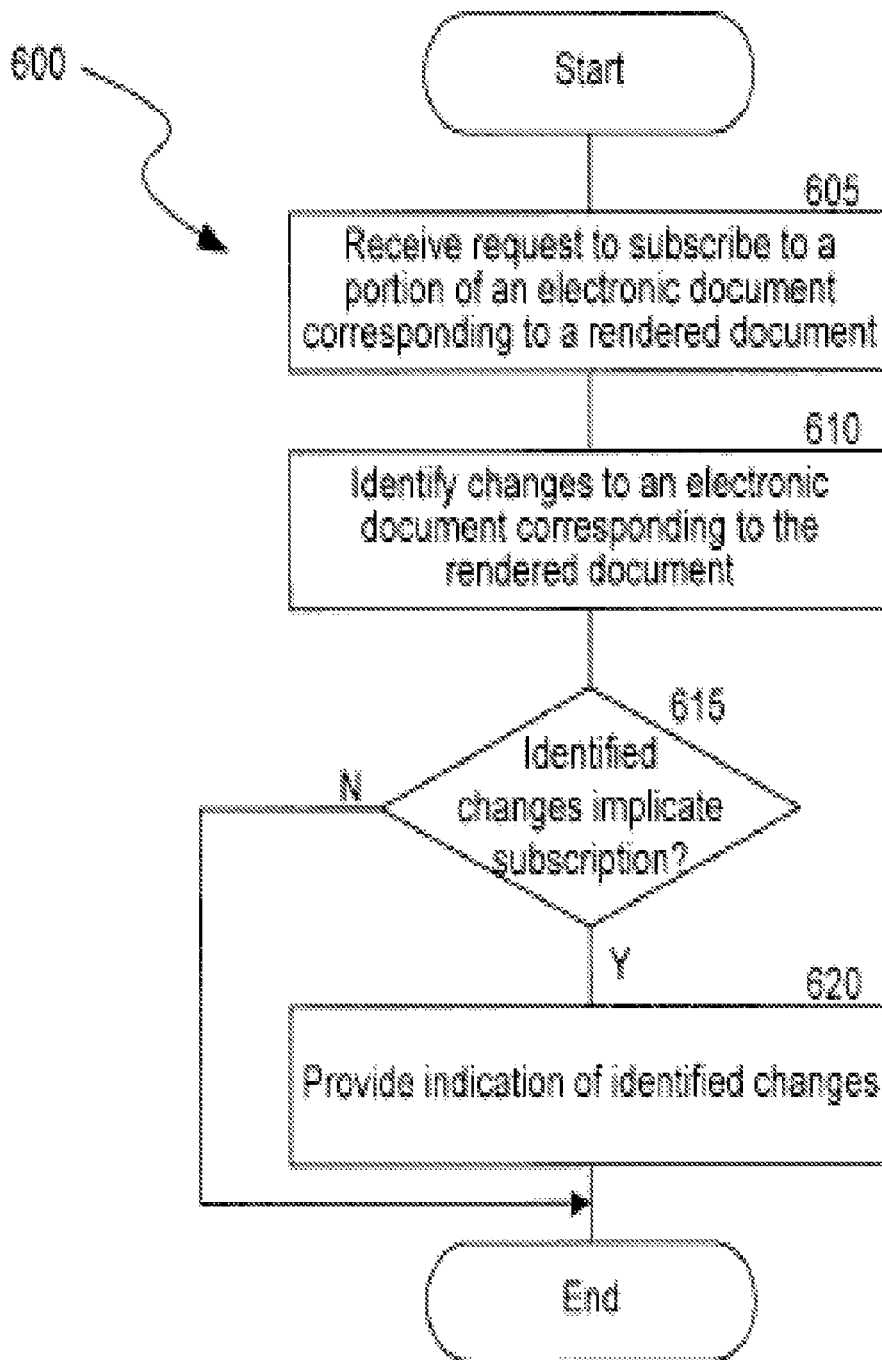 600
Start
605
Receive request to subscribe to a
portion of an electronic document
corresponding to a rendered document
610
Identify changes to an electronic
document corresponding to the
rendered document
615
Identified
changes implicate
subscription?
N
Y
620
Provide indication of identified changes
End